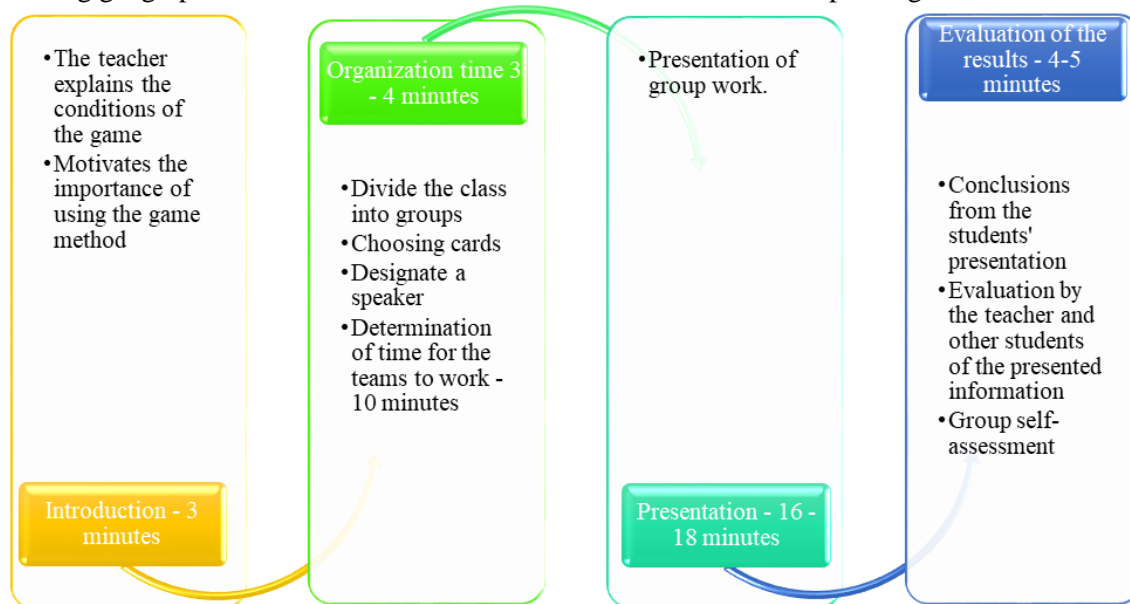 •The teacher
explains the
conditions of
the game
•Motivates the
importance of
using the game
method
Introduction - 3
minutes
Organization time 3
- 4 minutes
•Divide the class
into groups
•Choosing cards
•Designate a
speaker
•Determination
of time for the
teams to work -
10 minutes
•Presentation of
group work.
Presentation - 16 -
18 minutes
Evaluation of the
results - 4-5
minutes
•Conclusions
from the
students'
presentation
•Evaluation by
the teacher and
other students
of the presented
information
•Group self-
assessment